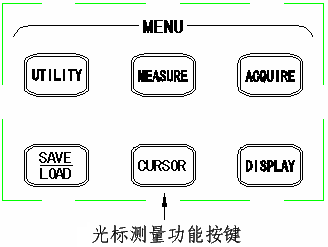 MENU
UTILITY MEASURE ACQUIRE
SAVE
LOAD
CURSOR
DISPLAY
光标测量功能按键